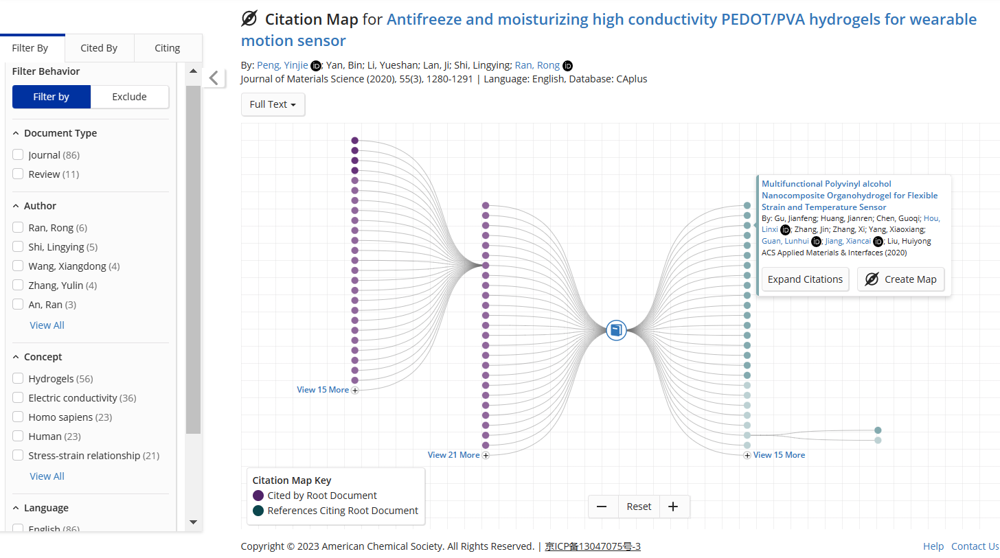 Citation Map for Antifreeze and moisturizing high conductivity PEDOT/PVA hydrogels for wearable
motion sensor
By: Peng, Yinjie iD; Yan, Bin; Li, Yueshan; Lan, Ji; Shi, Lingying; Ran, Rong iD
Journal of Materials Science (2020), 55(3), 1280-1291 | Language: English, Database: CAplus
Full Text
Filter By
Cited By
Citing
Filter Behavior
Filter by
Exclude
Document Type
Journal (86)
Review (11)
Author
Ran, Rong (6)
Shi, Lingying (5)
Wang, Xiangdong (4)
Zhang, Yulin (4)
An, Ran (3)
View All
Concept
Hydrogels (56)
Electric conductivity (36)
Homo sapiens (23)
Human (23)
Stress-strain relationship (21)
View All
Language
English (86)
View 15 More
View 21 More
View 15 More
Multifunctional Polyvinyl alcohol
Nanocomposite Organohydrogel for Flexible
Strain and Temperature Sensor
By: Gu, Jianfeng; Huang, Jianren; Chen, Guoqi; Hou,
Linxi iD; Zhang, Jin; Zhang, Xi; Yang, Xiaoxiang;
Guan, Lunhui iD; Jiang, Xiancai iD; Liu, Huiyong
ACS Applied Materials & Interfaces (2020)
Expand Citations
Create Map
Citation Map Key
Cited by Root Document
References Citing Root Document
Reset
Copyright © 2023 American Chemical Society. All Rights Reserved. | 京ICP备13047075号-3
Help
Contact Us